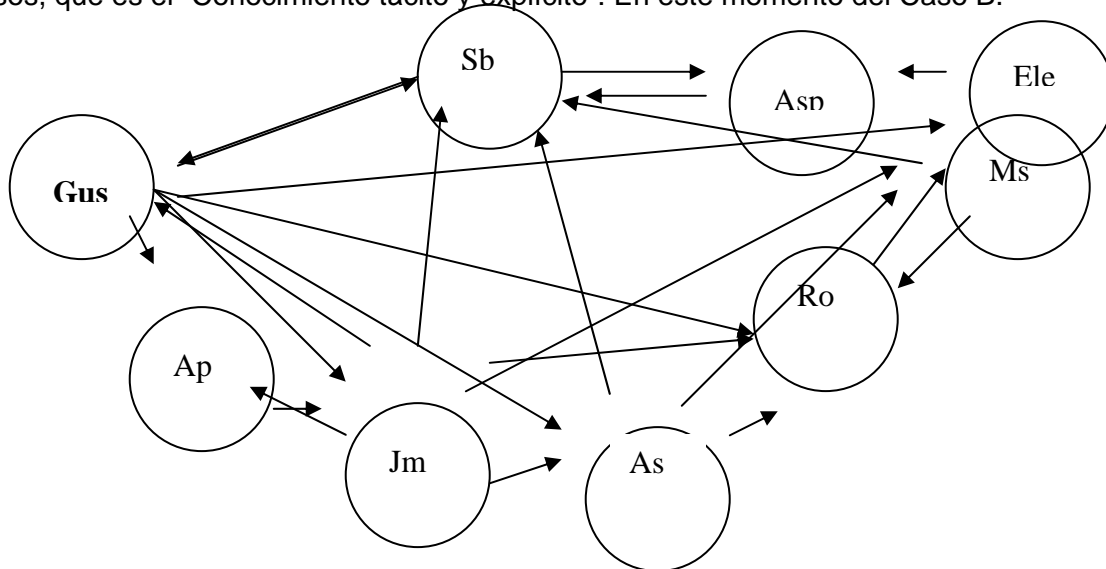 sos, que es el "Conocimiento tácito y explícito". En este momento del Caso B:
Sb
Asp
Ele
Gus
Ms
Ro
Ap
Jm
As